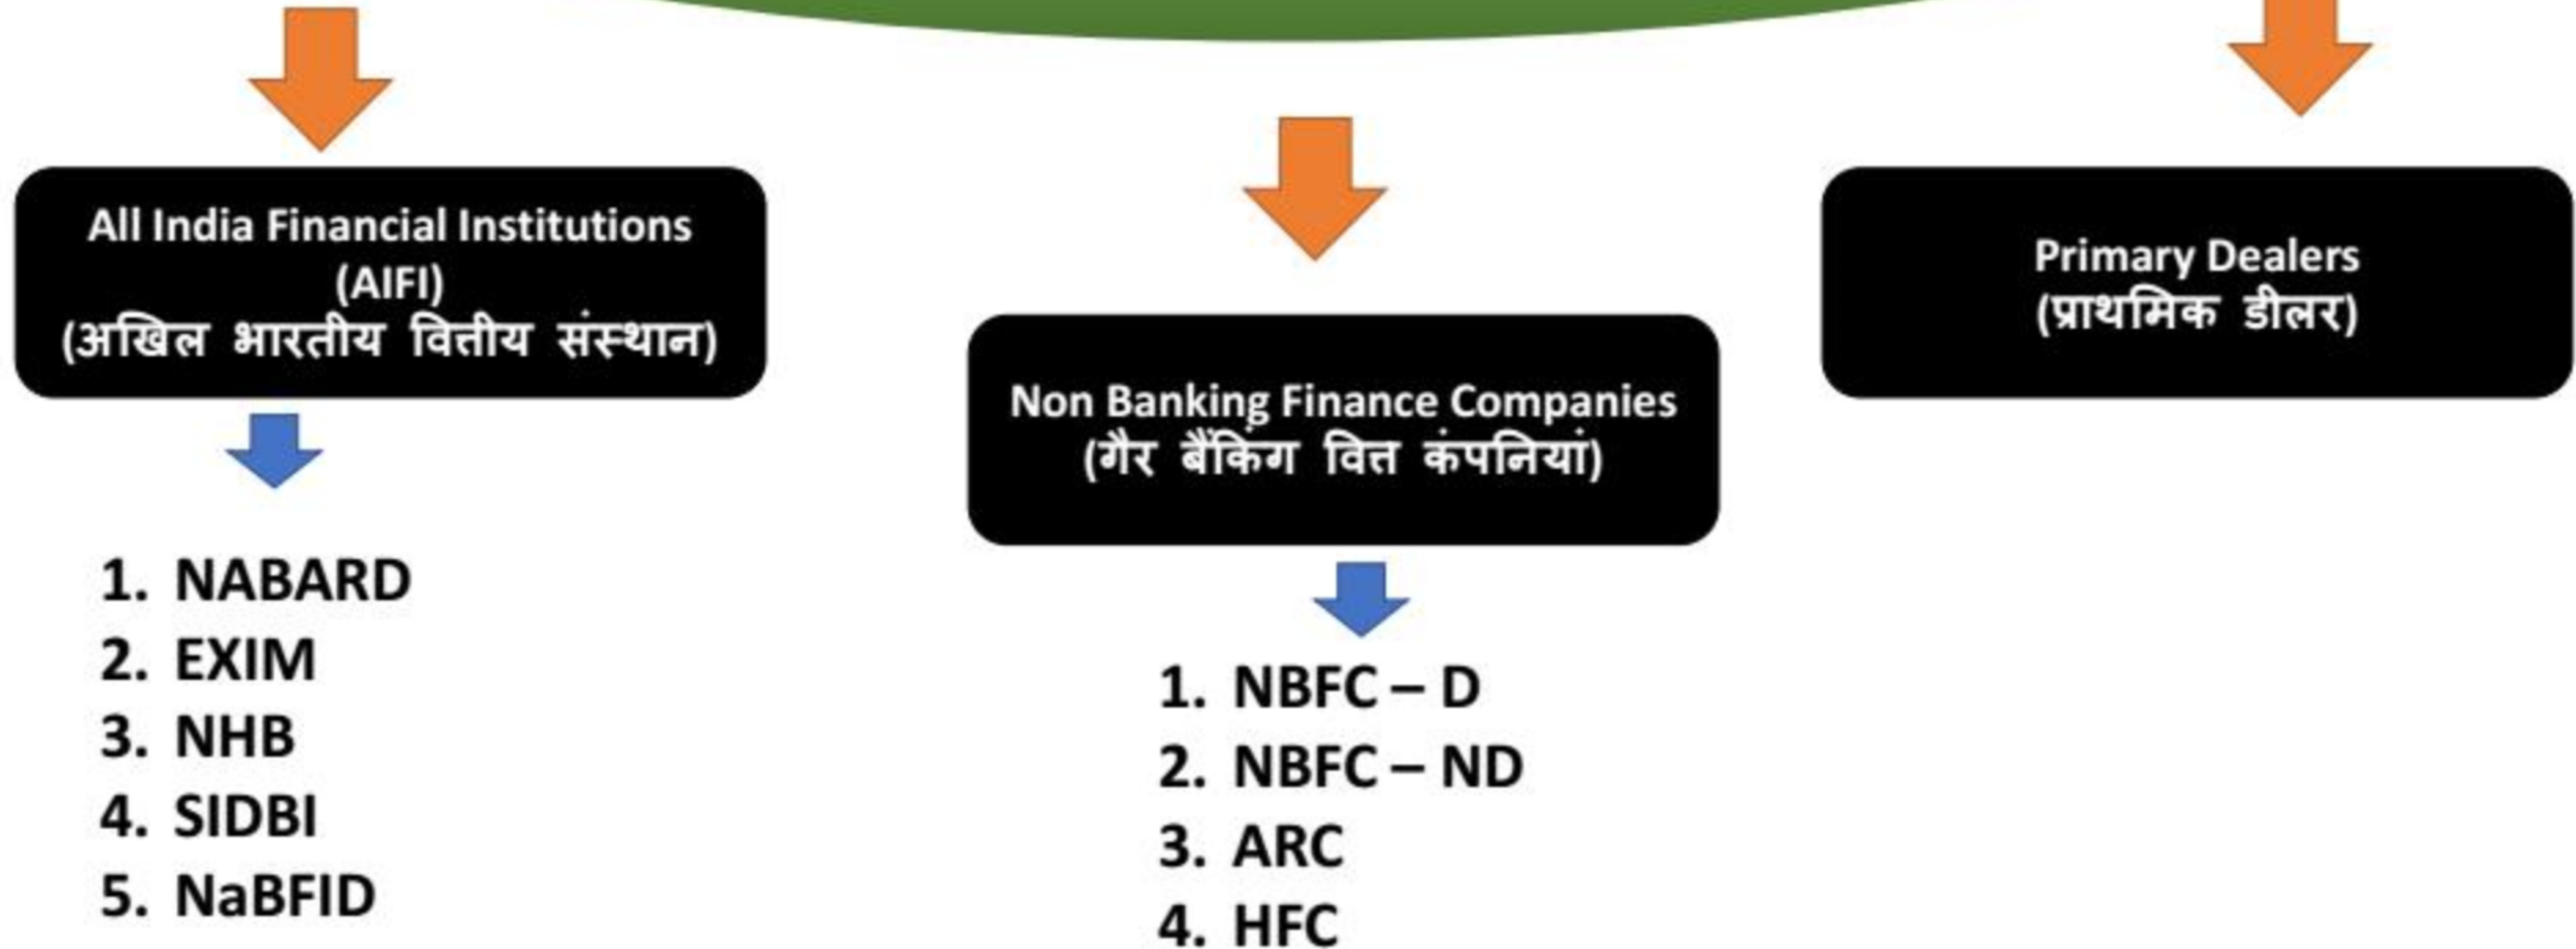 All India Financial Institutions
(AIFI)
(अखिल भारतीय वित्तीय संस्थान)
1. NABARD
2. EXIM
3. NHB
4. SIDBI
5. NaBFID
Non Banking Finance Companies
(गैर बैंकिंग वित्त कंपनियां)
1. NBFC – D
2. NBFC – ND
3. ARC
4. HFC
Primary Dealers
(प्राथमिक डीलर)